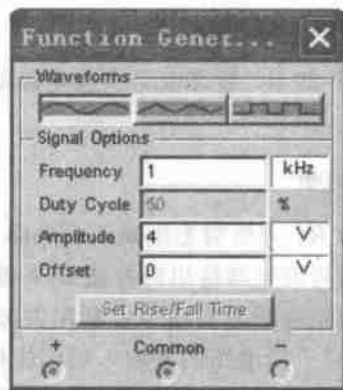 Function Gener...
Waveforms
Signal Options
Frequency 1 kHz
Duty Cycle 50 %
Amplitude 4 V
Offset 0 V
Set Rise/Fall Time
+ Common -